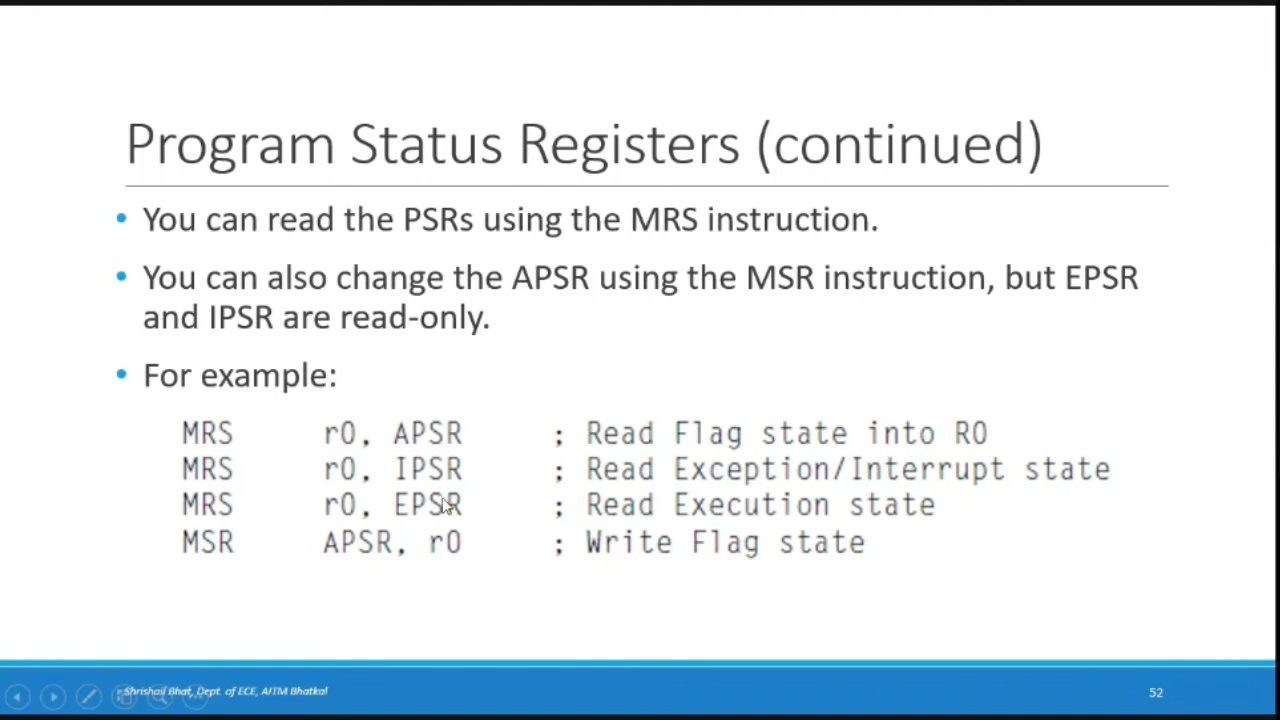 Program Status Registers (continued)
• You can read the PSRs using the MRS instruction.
• You can also change the APSR using the MSR instruction, but EPSR
and IPSR are read-only.
• For example:
MRS r0, APSR ; Read Flag state into R0
MRS r0, IPSR ; Read Exception/Interrupt state
MRS r0, EPSR ; Read Execution state
MSR APSR, r0 ; Write Flag state
Shrishail Bhat, Dept. of ECE, AITM Bhatkal
52